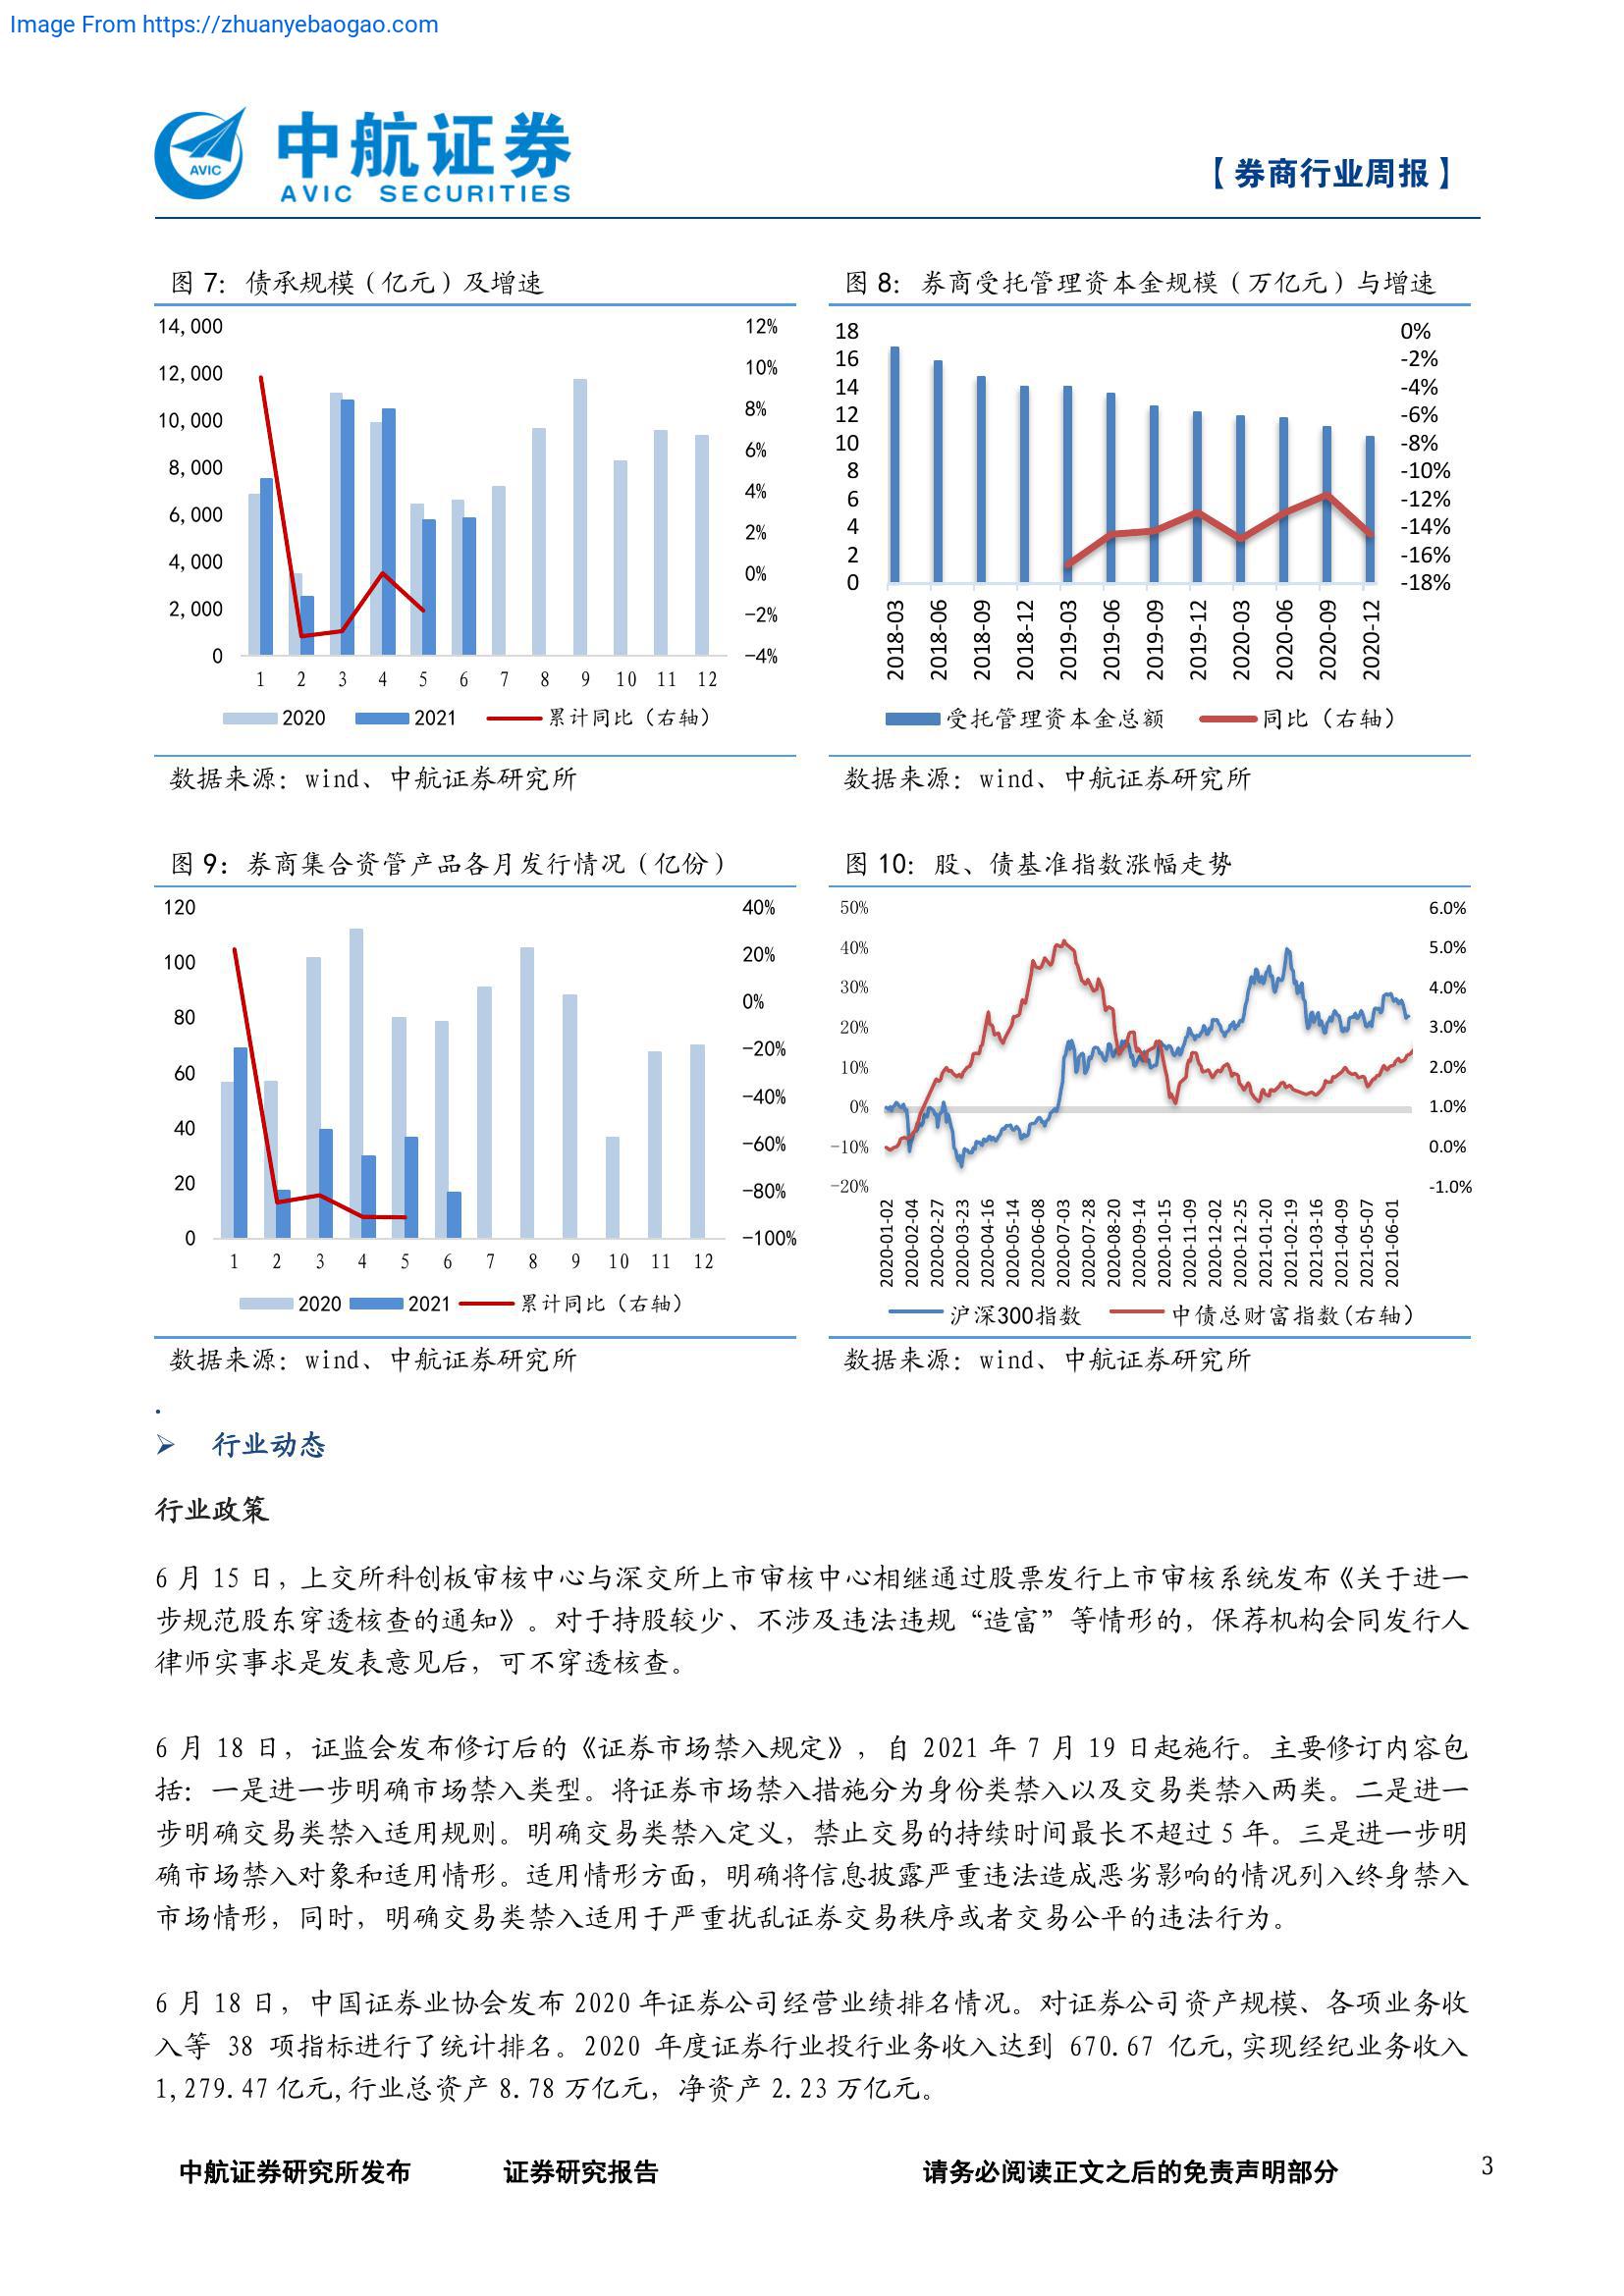 Image From https://zhuanyebaogao.com
AVIC
中航证券
AVIC SECURITIES
【券商行业周报】
图 7: 债承规模（亿元）及增速
14,000
12,000
10,000
8,000
6,000
4,000
2,000
0
12%
10%
8%
6%
4%
2%
0%
-2%
-4%
1 2 3 4 5 6 7 8 9 10 11 12
2020 2021 累计同比（右轴）
数据来源：wind、中航证券研究所
图 8: 券商受托管理资本金规模（万亿元）与增速
18
16
14
12
10
8
6
4
2
0
0%
-2%
-4%
-6%
-8%
-10%
-12%
-14%
-16%
-18%
2018-03 2018-06 2018-09 2018-12 2019-03 2019-06 2019-09 2019-12 2020-03 2020-06 2020-09 2020-12
受托管理资本金总额 同比（右轴）
数据来源：wind、中航证券研究所
图 9: 券商集合资管产品各月发行情况（亿份）
120
100
80
60
40
20
0
40%
20%
0%
-20%
-40%
-60%
-80%
-100%
1 2 3 4 5 6 7 8 9 10 11 12
2020 2021 累计同比（右轴）
数据来源：wind、中航证券研究所
图 10: 股、债基准指数涨幅走势
50%
40%
30%
20%
10%
0%
-10%
-20%
6.0%
5.0%
4.0%
3.0%
2.0%
1.0%
0.0%
-1.0%
2020-01-02 2020-02-04 2020-02-27 2020-03-23 2020-04-16 2020-05-14 2020-06-08 2020-07-03 2020-07-28 2020-08-20 2020-09-14 2020-10-15 2020-11-09 2020-12-02 2020-12-25 2021-01-20 2021-02-19 2021-03-16 2021-04-09 2021-05-07 2021-06-01
沪深300指数 中债总财富指数(右轴)
数据来源：wind、中航证券研究所
.
➢ 行业动态
行业政策
6 月 15 日，上交所科创板审核中心与深交所上市审核中心相继通过股票发行上市审核系统发布《关于进一
步规范股东穿透核查的通知》。对于持股较少、不涉及违法违规“造富”等情形的，保荐机构会同发行人
律师实事求是发表意见后，可不穿透核查。
6 月 18 日，证监会发布修订后的《证券市场禁入规定》，自 2021 年 7 月 19 日起施行。主要修订内容包
括：一是进一步明确市场禁入类型。将证券市场禁入措施分为身份类禁入以及交易类禁入两类。二是进一
步明确交易类禁入适用规则。明确交易类禁入定义，禁止交易的持续时间最长不超过 5 年。三是进一步明
确市场禁入对象和适用情形。适用情形方面，明确将信息披露严重违法造成恶劣影响的情况列入终身禁入
市场情形，同时，明确交易类禁入适用于严重扰乱证券交易秩序或者交易公平的违法行为。
6 月 18 日，中国证券业协会发布 2020 年证券公司经营业绩排名情况。对证券公司资产规模、各项业务收
入等 38 项指标进行了统计排名。2020 年度证券行业投行业务收入达到 670.67 亿元,实现经纪业务收入
1,279.47 亿元,行业总资产 8.78 万亿元，净资产 2.23 万亿元。
中航证券研究所发布 证券研究报告 请务必阅读正文之后的免责声明部分 3